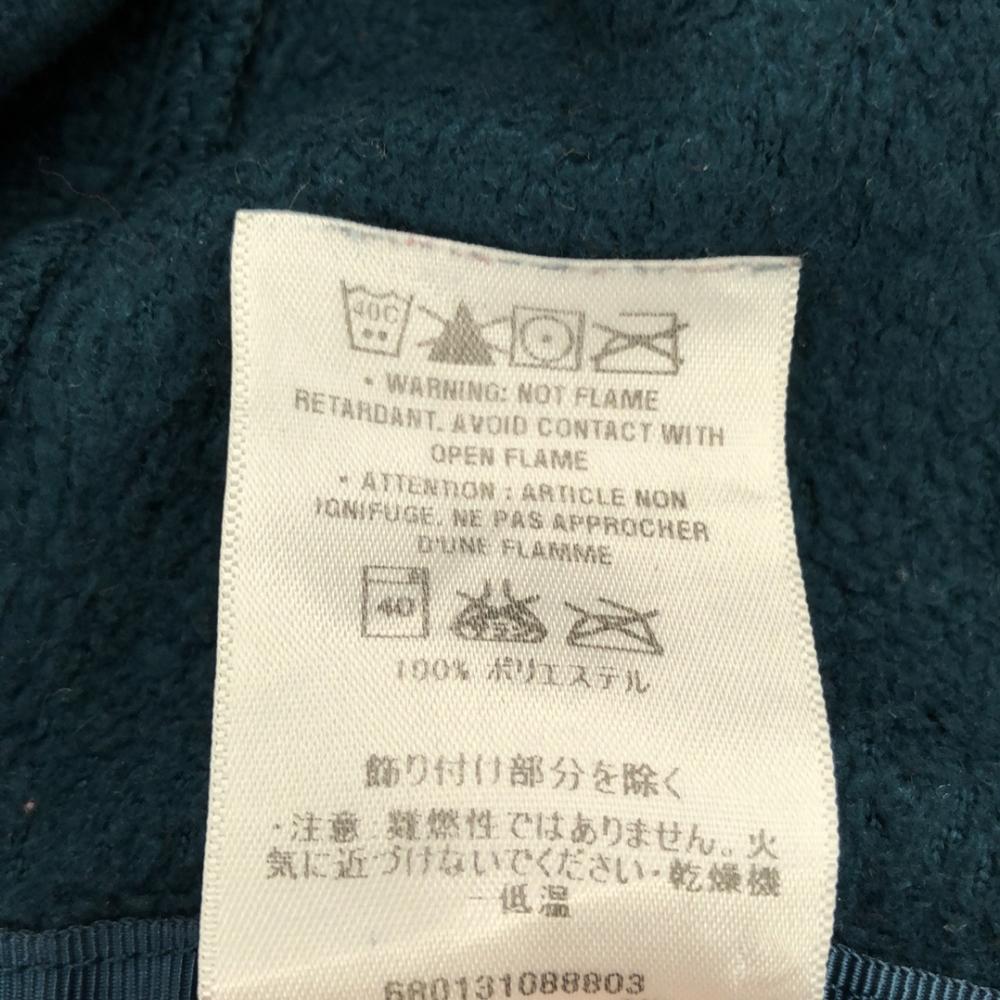 40C
• WARNING: NOT FLAME
RETARDANT. AVOID CONTACT WITH
OPEN FLAME
• ATTENTION : ARTICLE NON
IGNIFUGE. NE PAS APPROCHER
D'UNE FLAMME
40
100% ポリエステル
飾り付け部分を除く
・注意 難燃性ではありません。火
気に近づけないでください・乾燥機
－低温
680131088803